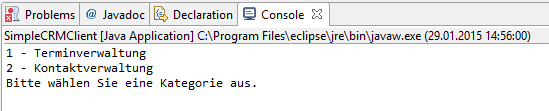 Problems @ Javadoc Declaration Console
SimpleCRMClient [Java Application] C:\Program Files\eclipse\jre\bin\javaw.exe (29.01.2015 14:56:00)
1 - Terminverwaltung
2 - Kontaktverwaltung
Bitte wählen Sie eine Kategorie aus.